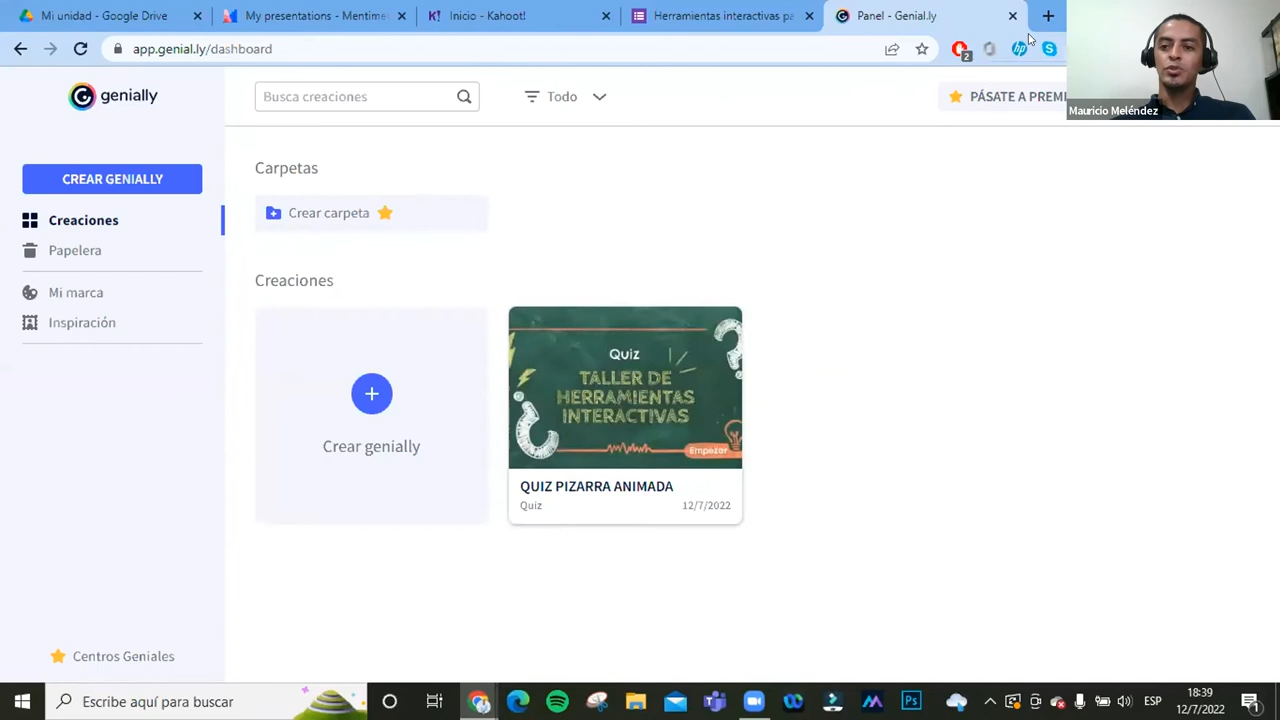 Mi unidad - Google Drive
My presentations - Mentime
Inicio - Kahoot!
Herramientas interactivas pa
Panel - Genial.ly
app.genial.ly/dashboard
2
Mauricio Meléndez
genially
Busca creaciones
Todo
PÁSATE A PREMI
CREAR GENIALLY
Creaciones
Papelera
Mi marca
Inspiración
Centros Geniales
Carpetas
Crear carpeta
Creaciones
Crear genially
Quiz
TALLER DE
HERRAMIENTAS
INTERACTIVAS
Empezar
QUIZ PIZARRA ANIMADA
Quiz
12/7/2022
Escribe aquí para buscar
ESP
18:39
12/7/2022
1